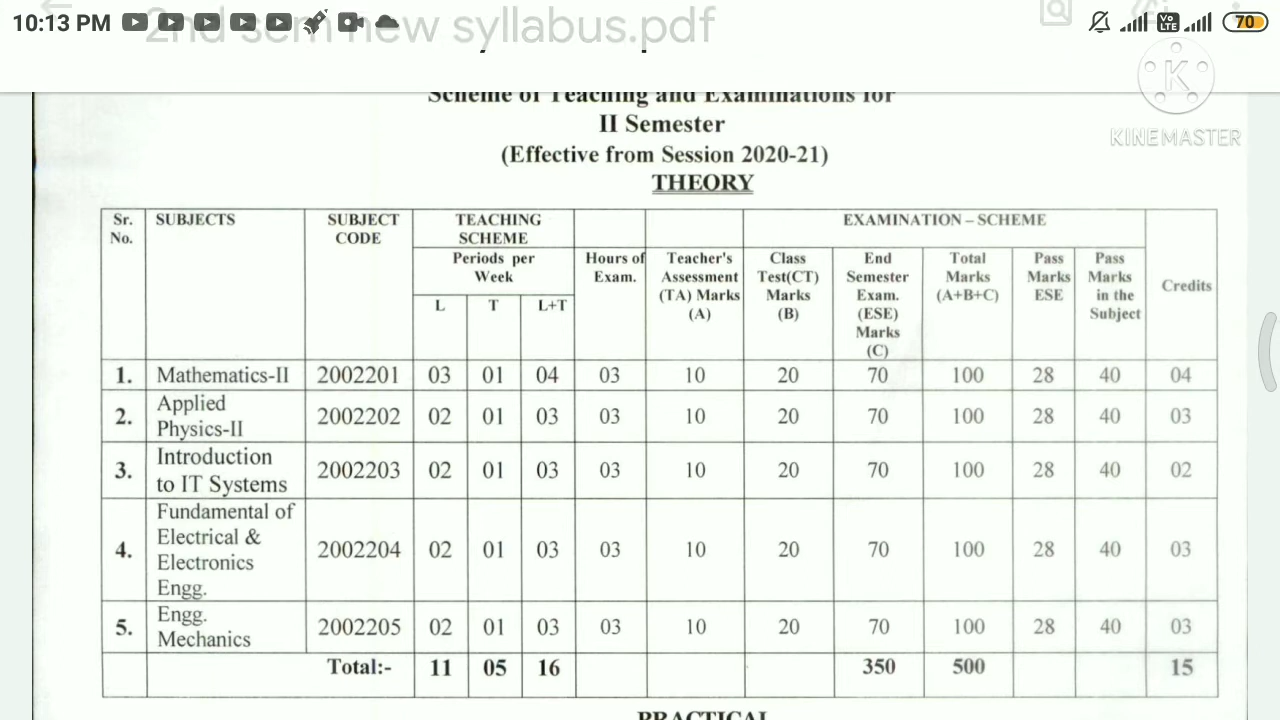 10:13 PM
70
2nd sem new syllabus.pdf
KINEMASTER
Scheme of Teaching and Examinations for
II Semester
(Effective from Session 2020-21)
THEORY
Sr. No. SUBJECTS SUBJECT CODE TEACHING SCHEME EXAMINATION – SCHEME
Periods per Week Hours of Exam. Teacher's Assessment (TA) Marks (A) Class Test(CT) Marks (B) End Semester Exam. (ESE) Marks (C) Total Marks (A+B+C) Pass Marks ESE Pass Marks in the Subject Credits
L T L+T
1. Mathematics-II 2002201 03 01 04 03 10 20 70 100 28 40 04
2. Applied Physics-II 2002202 02 01 03 03 10 20 70 100 28 40 03
3. Introduction to IT Systems 2002203 02 01 03 03 10 20 70 100 28 40 02
4. Fundamental of Electrical & Electronics Engg. 2002204 02 01 03 03 10 20 70 100 28 40 03
5. Engg. Mechanics 2002205 02 01 03 03 10 20 70 100 28 40 03
Total:- 11 05 16 350 500 15
PRACTICAL